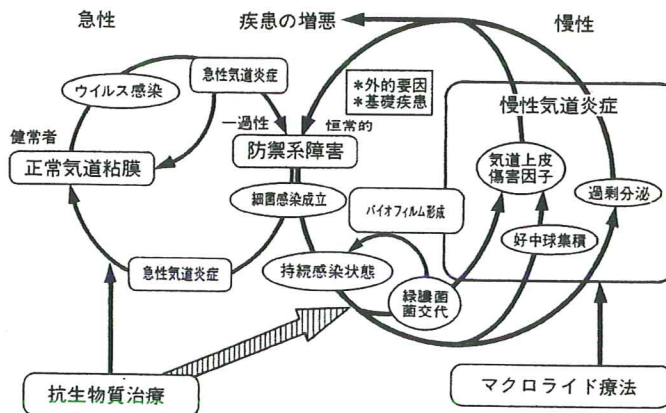 急性
疾患の増悪
慢性
ウイルス感染
急性気道炎症
*外的要因
*基礎疾患
慢性気道炎症
健常者
一過性
恒常的
正常気道粘膜
防禦系障害
気道上皮
傷害因子
過剰分泌
細菌感染成立
バイオフィルム形成
好中球集積
急性気道炎症
持続感染状態
緑膿菌
菌交代
抗生物質治療
マクロライド療法